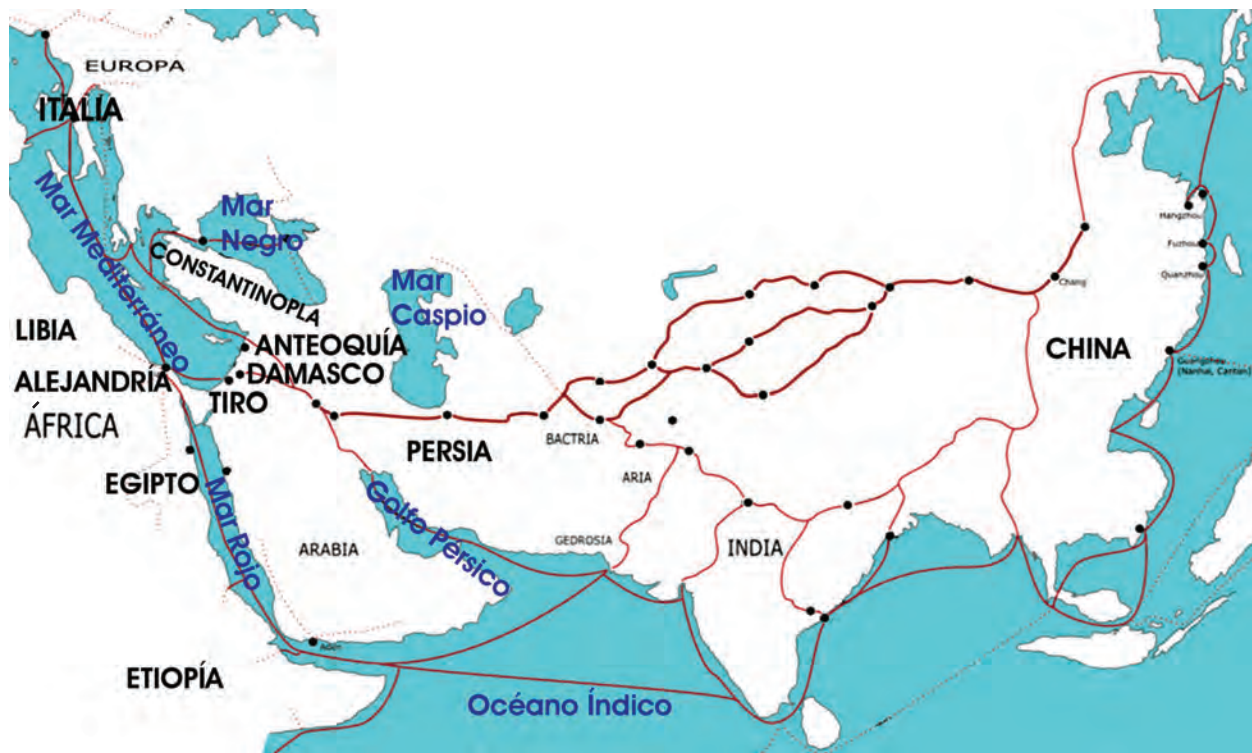 EUROPA
ITALIA
Mar
Negro
Mar Mediterráneo
CONSTANTINOPLA
Mar
Caspio
Hangzhou
Fuzhou
Quanzhou
Chang
LIBIA
ANTEOQUÍA
DAMASCO
CHINA
Guangzhou
(Nanhai, Canton)
ALEJANDRÍA
TIRO
ÁFRICA
PERSIA
BACTRIA
ARIA
EGIPTO
Mar Rojo
Golfo Pérsico
ARABIA
GEDROSIA
INDIA
Aden
ETIOPÍA
Océano Índico